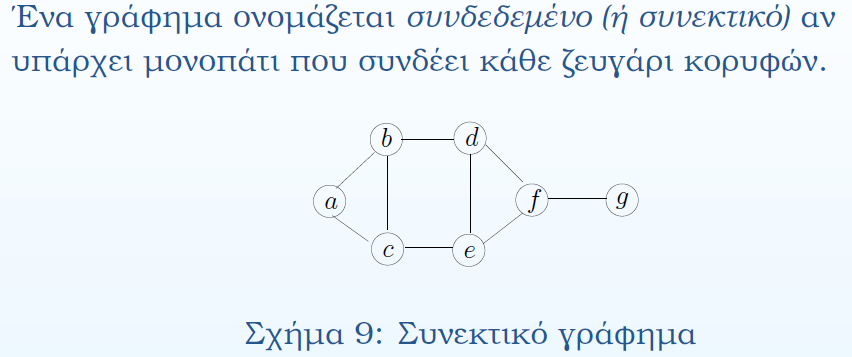 Ένα γράφημα ονομάζεται συνδεδεμένο (ή συνεκτικό) αν
υπάρχει μονοπάτι που συνδέει κάθε ζευγάρι κορυφών.
b d
a f g
c e
Σχήμα 9: Συνεκτικό γράφημα